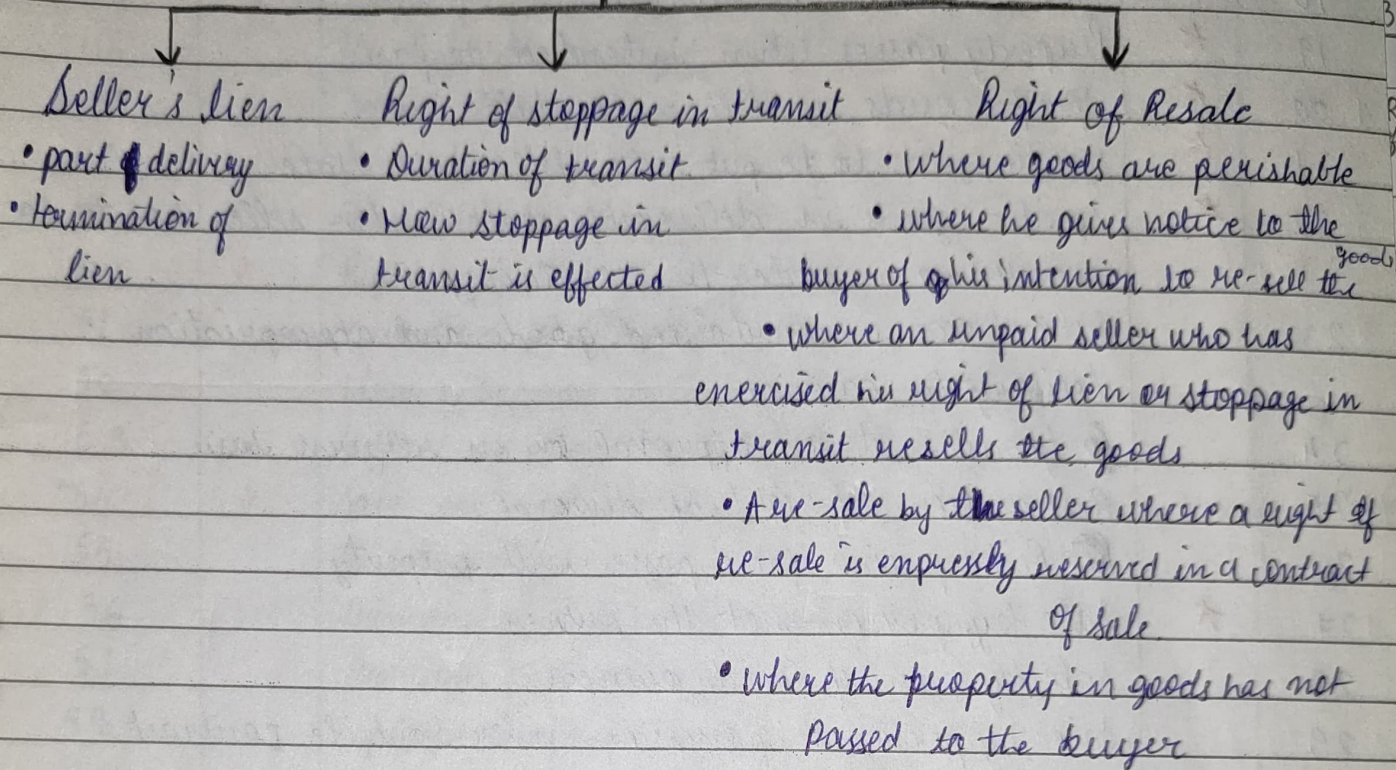 Seller's lien
• part delivery
• termination of
lien
Right of stoppage in transit
• Duration of transit
• How stoppage in
transit is effected
Right of Resale
• Where goods are perishable
• where he gives notice to the
buyer of his intention to re-sell the goods
• where an unpaid seller who has
exercised his right of lien or stoppage in
transit resells the goods
• A re-sale by the seller where a right of
re-sale is expressly reserved in a contract
of sale
• where the property in goods has not
passed to the buyer